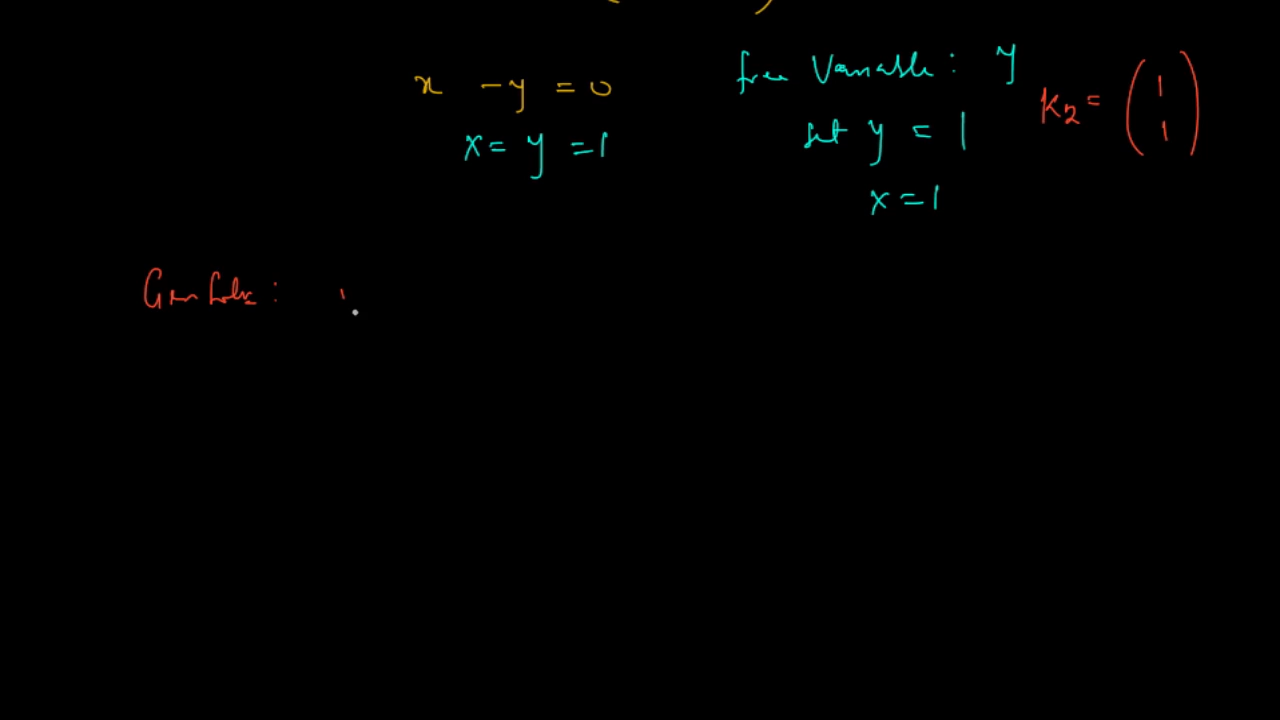 x - y = 0
x = y = 1
free Variable : y
set y = 1
x = 1
K2 = ( 1 1 )
Gen Soln :